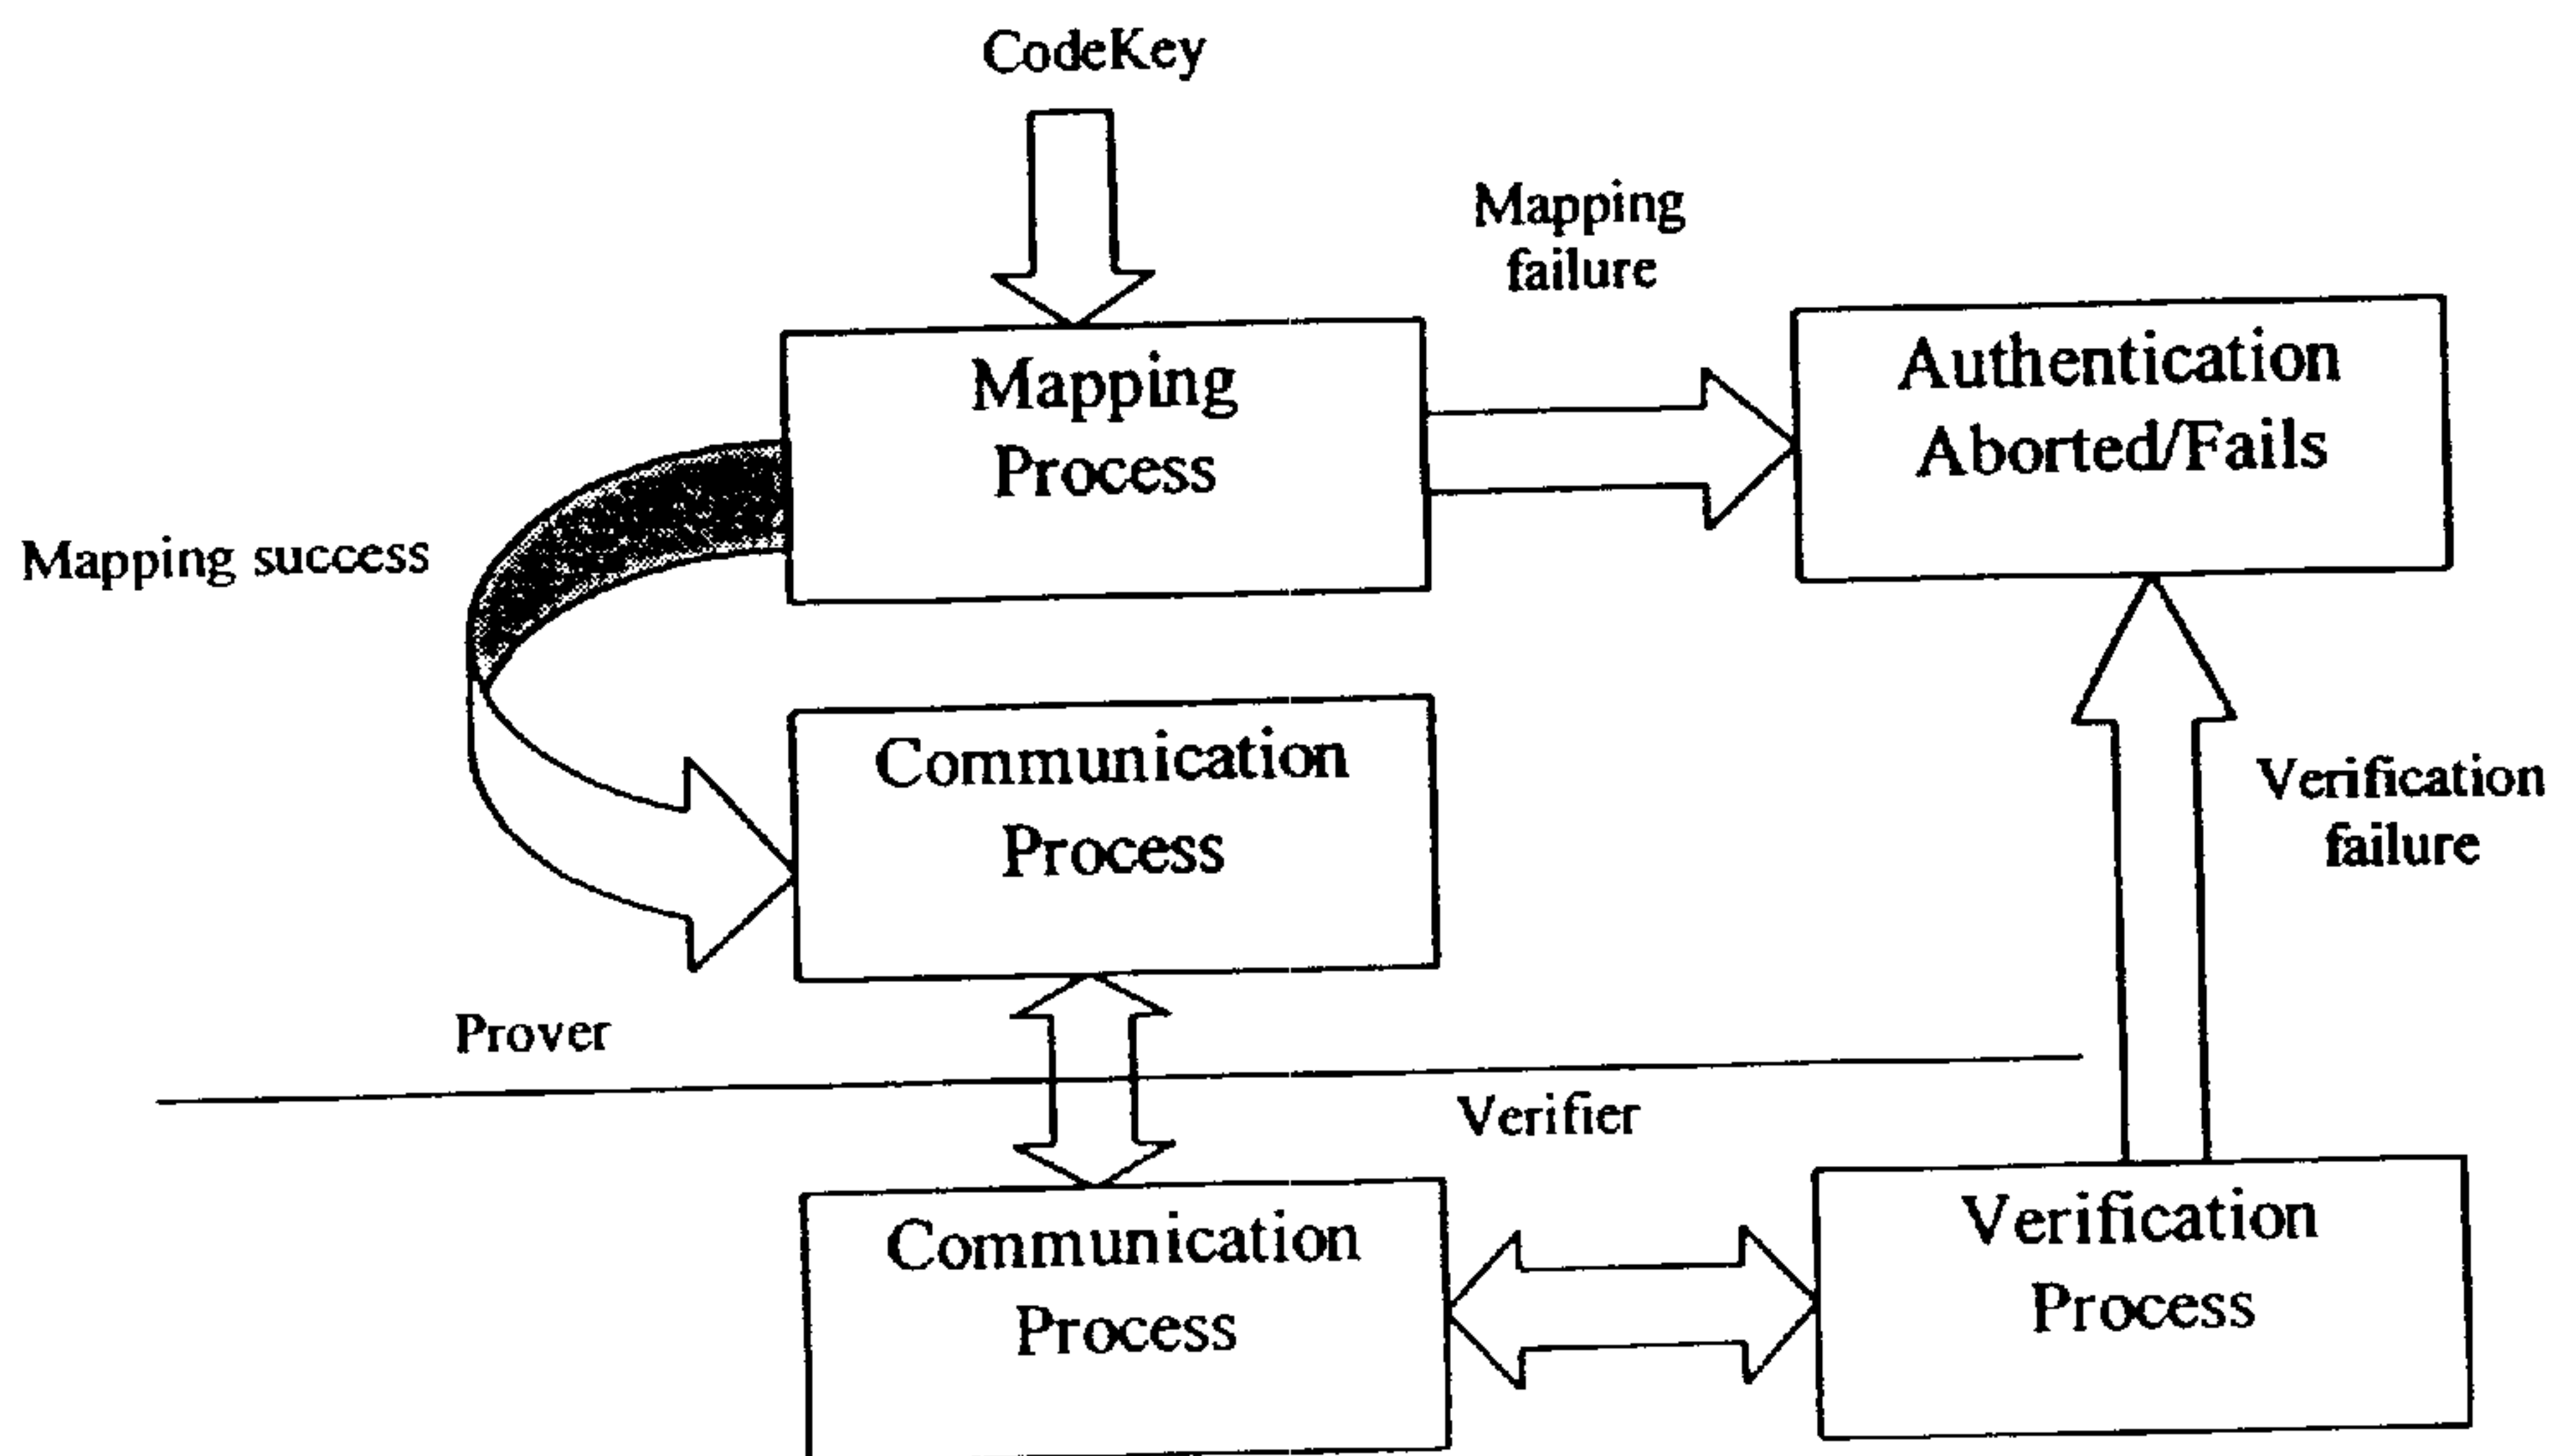 CodeKey
Mapping
failure
Mapping
Process
Authentication
Aborted/Fails
Mapping success
Communication
Process
Verification
failure
Prover
Verifier
Communication
Process
Verification
Process